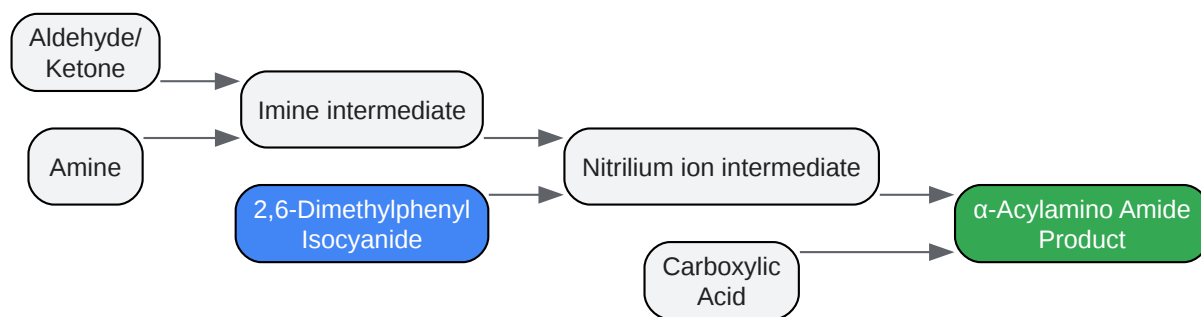 Aldehyde/
Ketone
Amine
Imine intermediate
2,6-Dimethylphenyl
Isocyanide
Nitrilium ion intermediate
Carboxylic
Acid
α-Acylamino Amide
Product